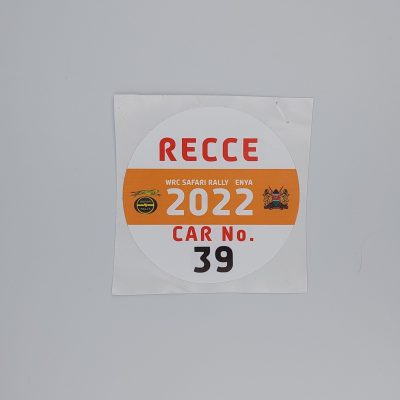 RECCE
WRC SAFARI RALLY ENYA
2022
CAR No.
39